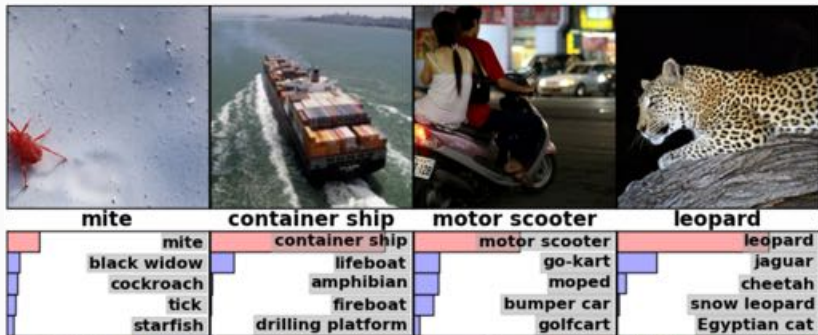 mite
container ship
motor scooter
leopard
mite
black widow
cockroach
tick
starfish
container ship
lifeboat
amphibian
fireboat
drilling platform
motor scooter
go-kart
moped
bumper car
golfcart
leopard
jaguar
cheetah
snow leopard
Egyptian cat